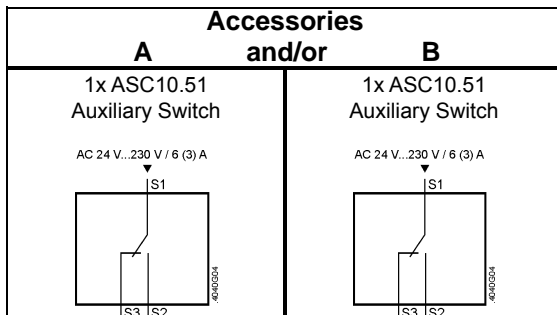 Accessories
A and/or B
1x ASC10.51
Auxiliary Switch
AC 24 V...230 V / 6 (3) A
S1
4040G04
S3 S2
1x ASC10.51
Auxiliary Switch
AC 24 V...230 V / 6 (3) A
S1
4040G04
S3 S2